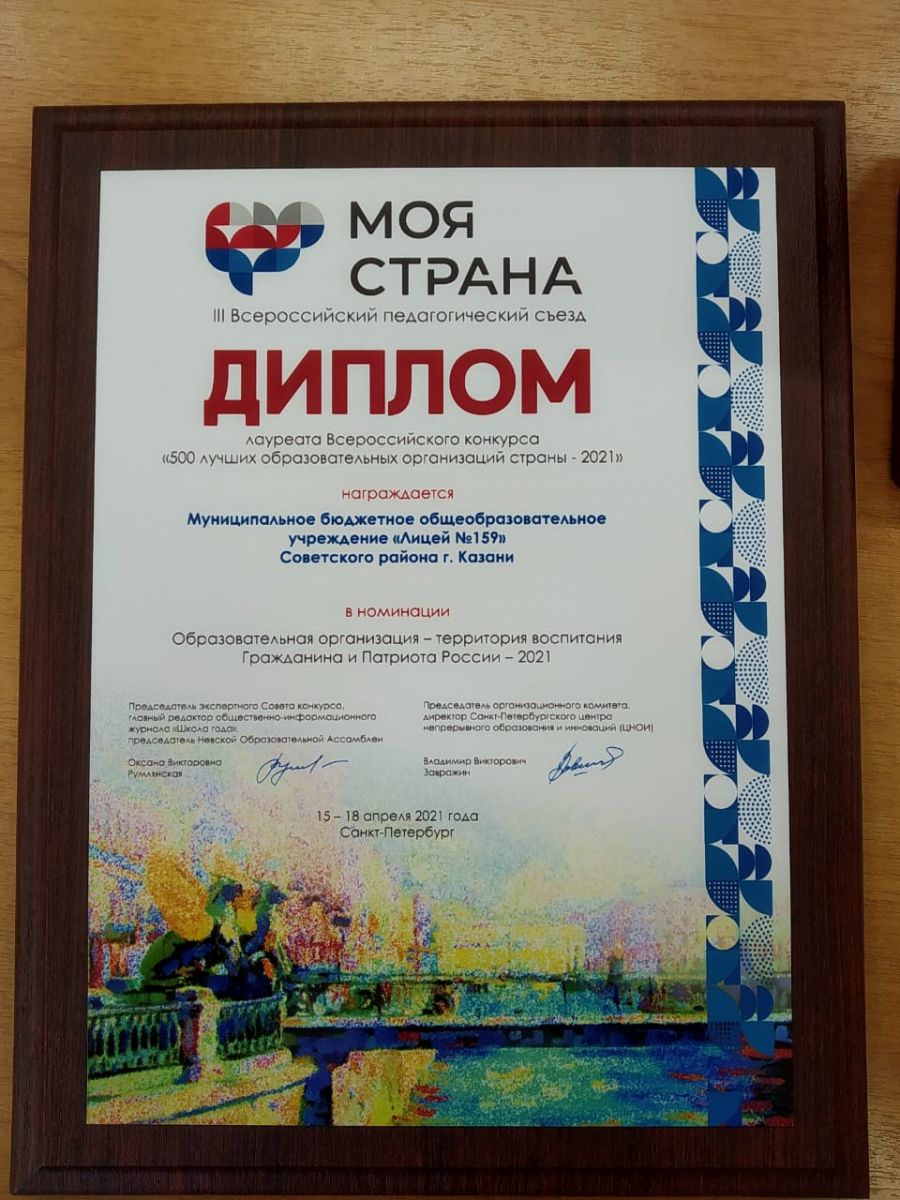 МОЯ
СТРАНА
III Всероссийский педагогический съезд
ДИПЛОМ
лауреата Всероссийского конкурса
«500 лучших образовательных организаций страны - 2021»
награждается
Муниципальное бюджетное общеобразовательное
учреждение «Лицей №159»
Советского района г. Казани
в номинации
Образовательная организация – территория воспитания
Гражданина и Патриота России – 2021
Председатель экспертного Совета конкурса,
главный редактор общественно-информационного
журнала «Школа года»,
председатель Невской Образовательной Ассамблеи
Оксана Викторовна
Румлянская
Председатель организационного комитета,
директор Санкт-Петербургского центра
непрерывного образования и инноваций (ЦНОИ)
Владимир Викторович
Завражин
15 – 18 апреля 2021 года
Санкт-Петербург